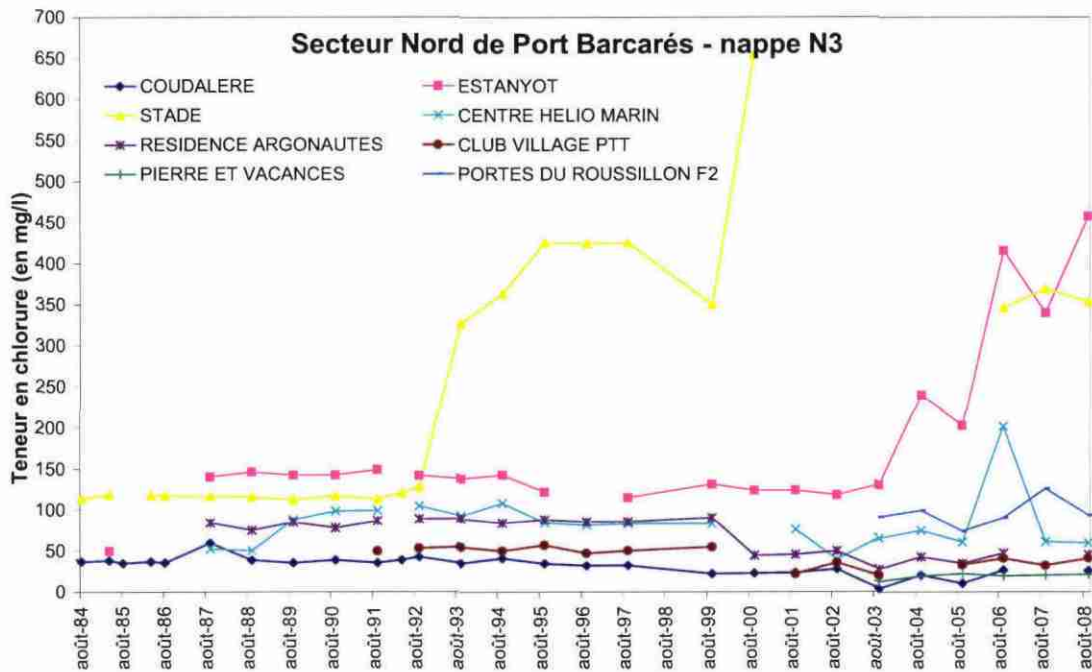 Secteur Nord de Port Barcarés - nappe N3
COUDALERE
ESTANYOT
STADE
CENTRE HELIO MARIN
RESIDENCE ARGONAUTES
CLUB VILLAGE PTT
PIERRE ET VACANCES
PORTES DU ROUSSILLON F2
Teneur en chlorure (en mg/l)
700
650
600
550
500
450
400
350
300
250
200
150
100
50
0
août-84
août-85
août-86
août-87
août-88
août-89
août-90
août-91
août-92
août-93
août-94
août-95
août-96
août-97
août-98
août-99
août-00
août-01
août-02
août-03
août-04
août-05
août-06
août-07
août-08